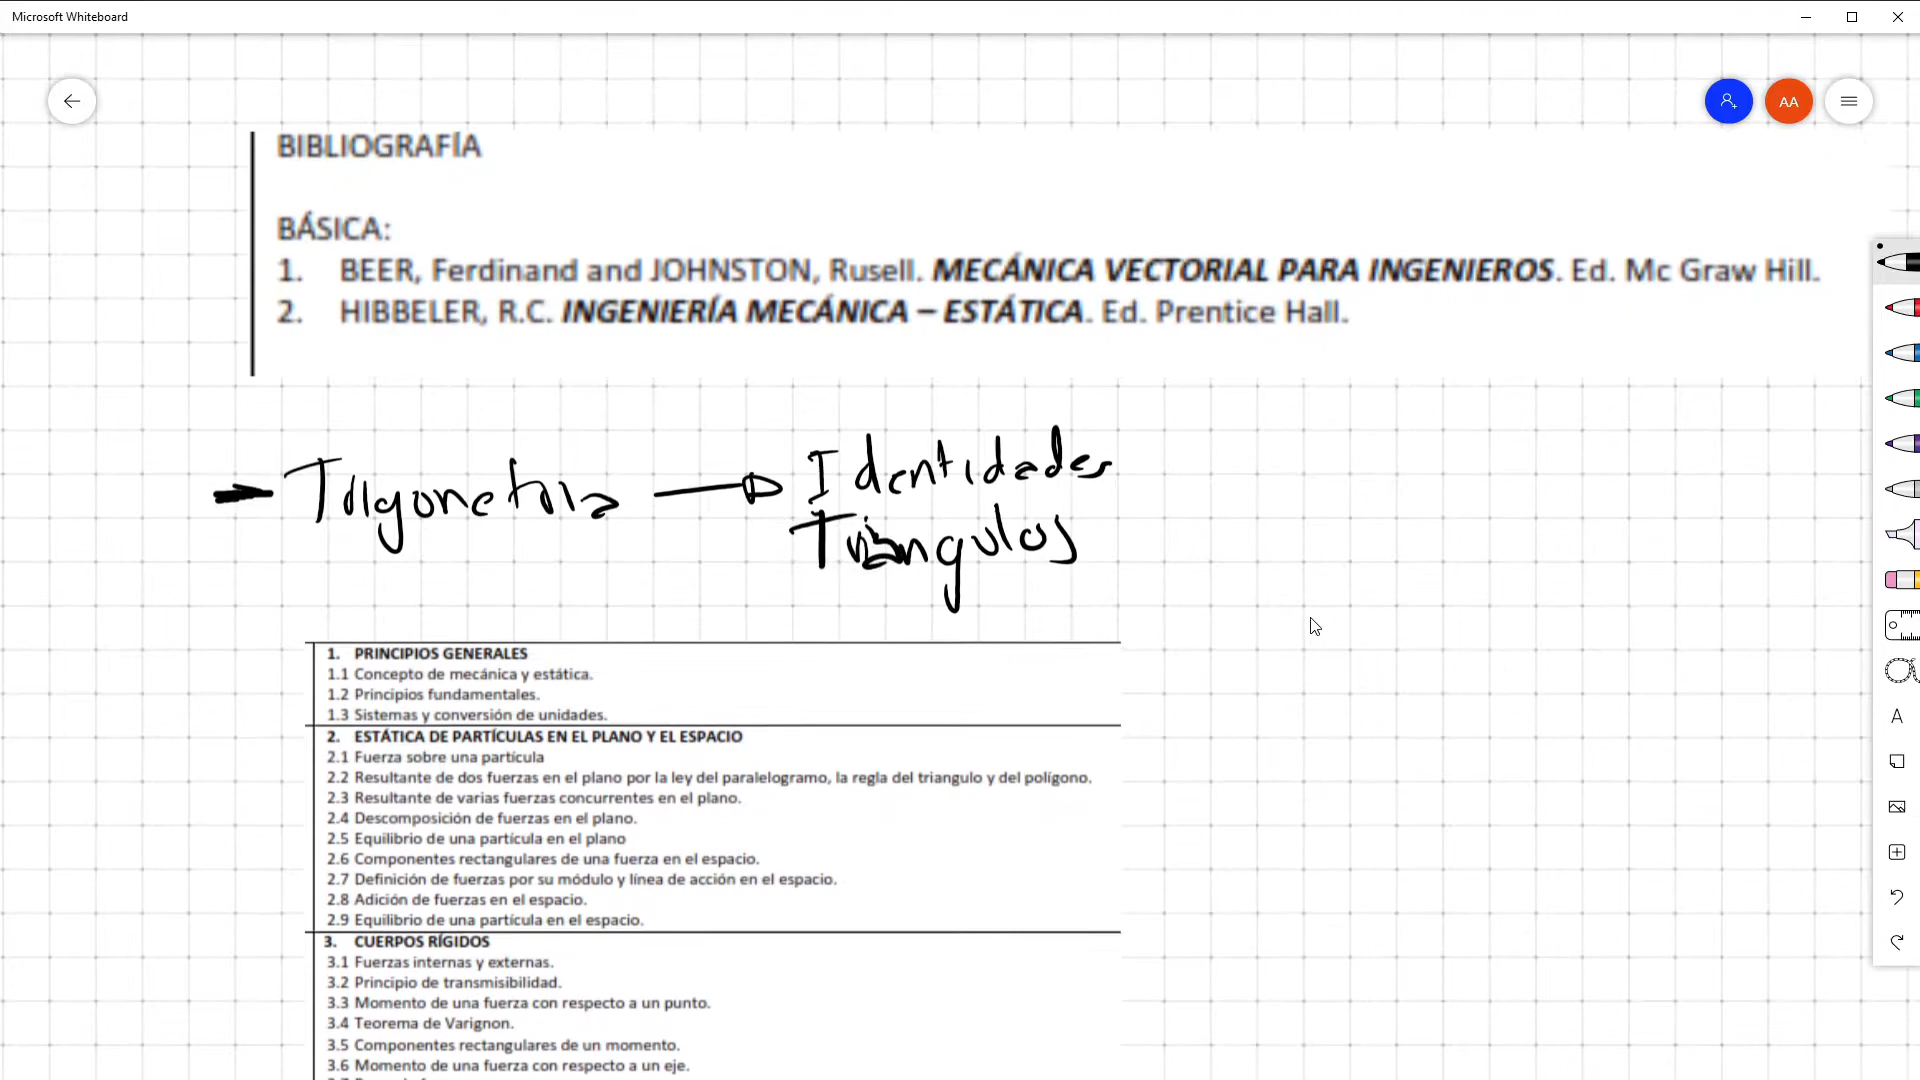 Microsoft Whiteboard
AA
BIBLIOGRAFÍA
BÁSICA:
1. BEER, Ferdinand and JOHNSTON, Rusell. MECÁNICA VECTORIAL PARA INGENIEROS. Ed. Mc Graw Hill.
2. HIBBELER, R.C. INGENIERÍA MECÁNICA – ESTÁTICA. Ed. Prentice Hall.
Identidades
Trigonetria
Triangulos
1. PRINCIPIOS GENERALES
1.1 Concepto de mecánica y estática.
1.2 Principios fundamentales.
1.3 Sistemas y conversión de unidades.
2. ESTÁTICA DE PARTÍCULAS EN EL PLANO Y EL ESPACIO
2.1 Fuerza sobre una partícula
2.2 Resultante de dos fuerzas en el plano por la ley del paralelogramo, la regla del triangulo y del polígono.
2.3 Resultante de varias fuerzas concurrentes en el plano.
2.4 Descomposición de fuerzas en el plano.
2.5 Equilibrio de una partícula en el plano
2.6 Componentes rectangulares de una fuerza en el espacio.
2.7 Definición de fuerzas por su módulo y línea de acción en el espacio.
2.8 Adición de fuerzas en el espacio.
2.9 Equilibrio de una partícula en el espacio.
3. CUERPOS RÍGIDOS
3.1 Fuerzas internas y externas.
3.2 Principio de transmisibilidad.
3.3 Momento de una fuerza con respecto a un punto.
3.4 Teorema de Varignon.
3.5 Componentes rectangulares de un momento.
3.6 Momento de una fuerza con respecto a un eje.